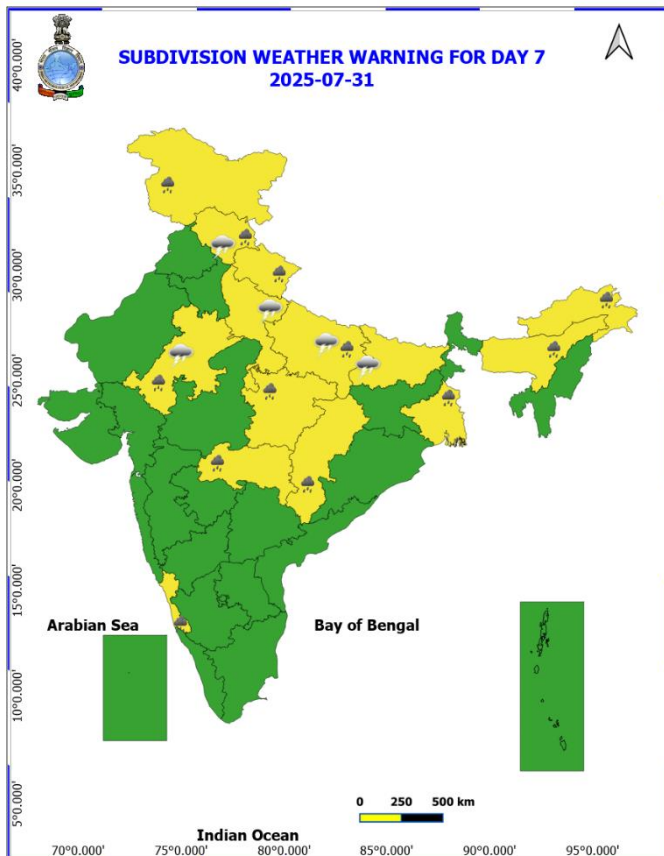 SUBDIVISION WEATHER WARNING FOR DAY 7
2025-07-31
40°0.000'
35°0.000'
30°0.000'
25°0.000'
20°0.000'
15°0.000'
10°0.000'
5°0.000'
Arabian Sea
Bay of Bengal
0 250 500 km
Indian Ocean
70°0.000' 75°0.000' 80°0.000' 85°0.000' 90°0.000' 95°0.000'